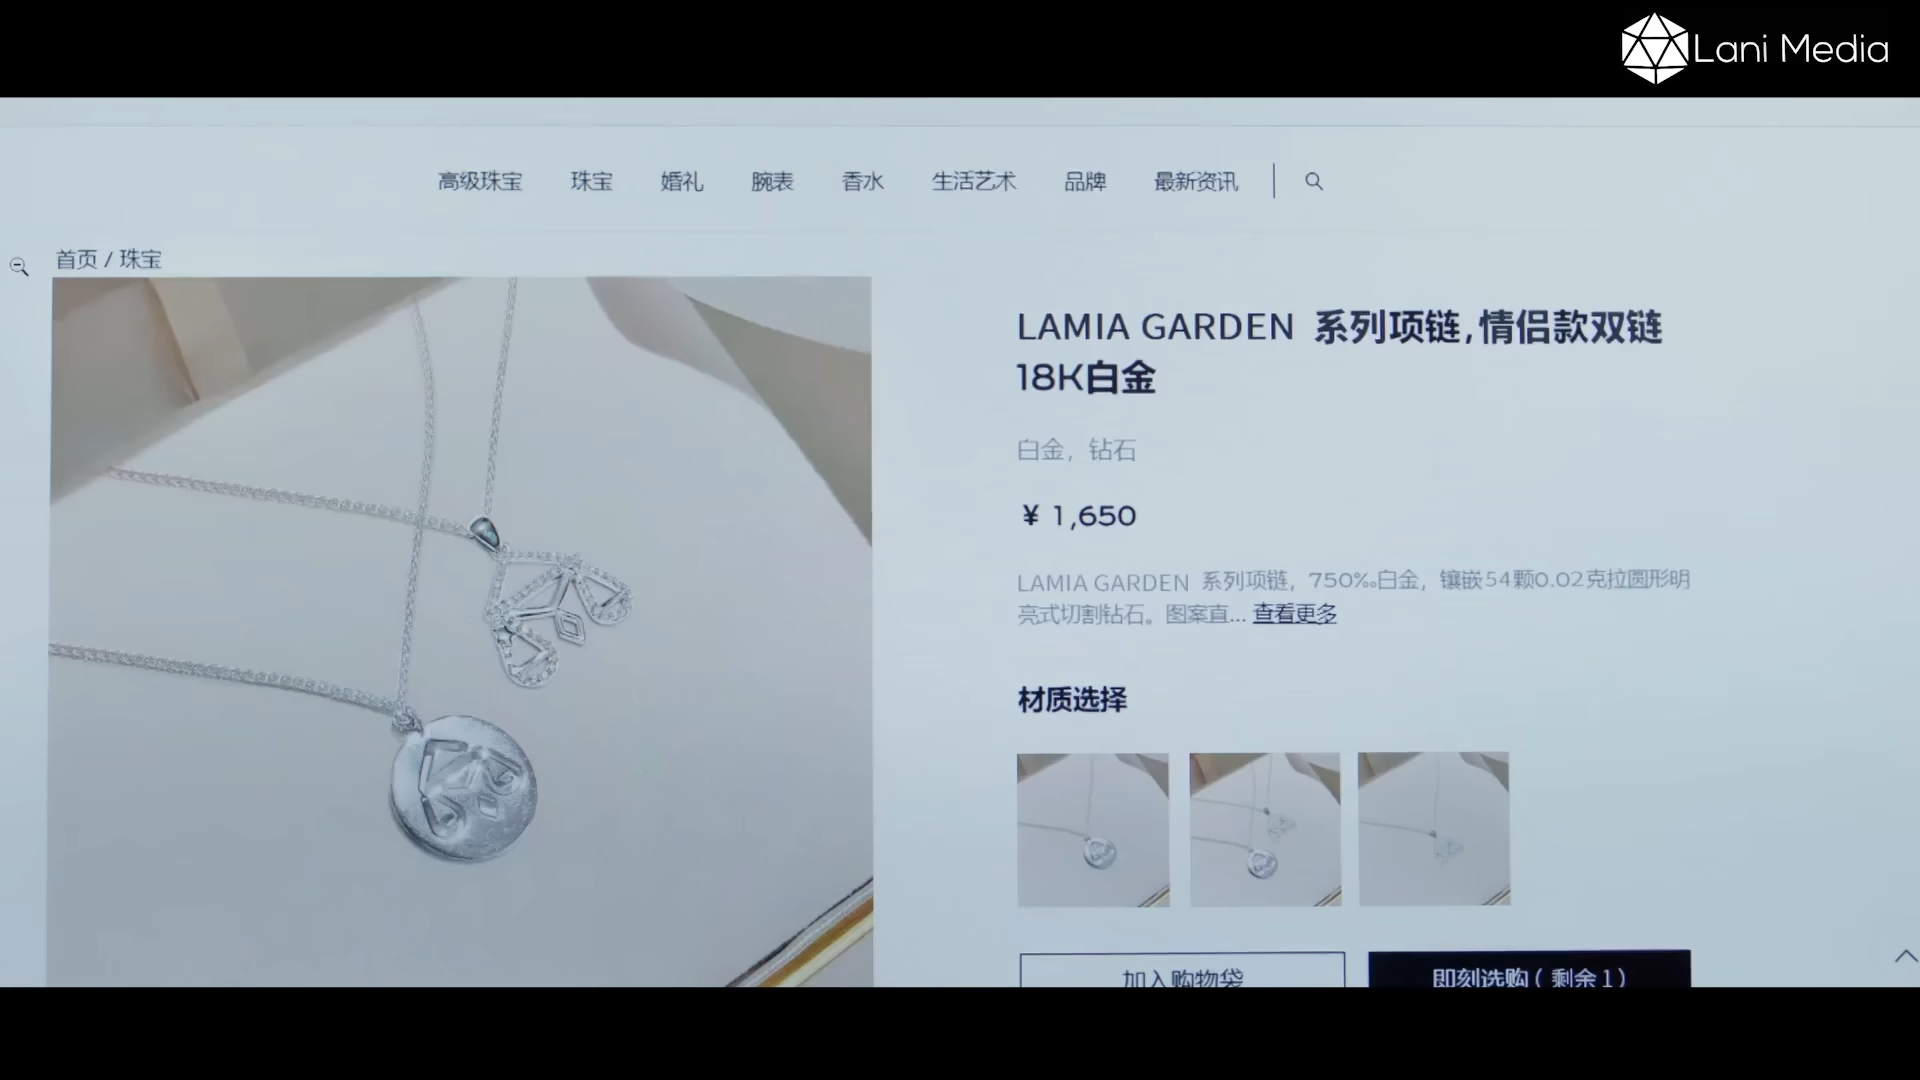 Lani Media
高级珠宝 珠宝 婚礼 腕表 香水 生活艺术 品牌 最新资讯
首页 / 珠宝
LAMIA GARDEN 系列项链,情侣款双链
18K白金
白金，钻石
¥ 1,650
LAMIA GARDEN 系列项链，750‰白金，镶嵌54颗0.02克拉圆形明
亮式切割钻石。图案直... 查看更多
材质选择
加入购物袋
即刻选购 ( 剩余 1 )